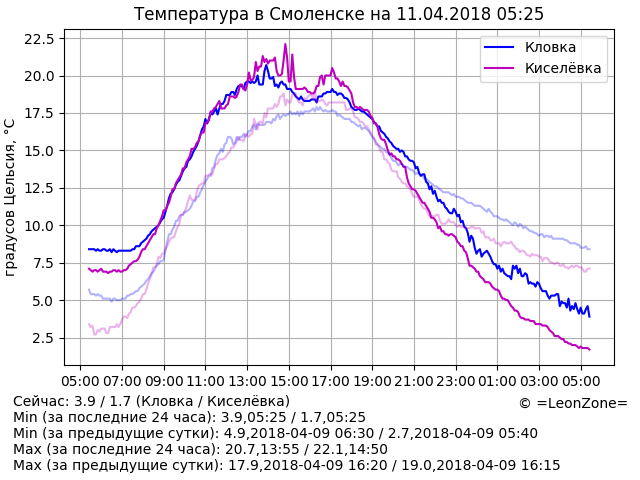 Температура в Смоленске на 11.04.2018 05:25
градусов Цельсия, °C
22.5
20.0
17.5
15.0
12.5
10.0
7.5
5.0
2.5
Кловка
Киселёвка
05:00 07:00 09:00 11:00 13:00 15:00 17:00 19:00 21:00 23:00 01:00 03:00 05:00
Сейчас: 3.9 / 1.7 (Кловка / Киселёвка)
© =LeonZone=
Min (за последние 24 часа): 3.9,05:25 / 1.7,05:25
Min (за предыдущие сутки): 4.9,2018-04-09 06:30 / 2.7,2018-04-09 05:40
Max (за последние 24 часа): 20.7,13:55 / 22.1,14:50
Max (за предыдущие сутки): 17.9,2018-04-09 16:20 / 19.0,2018-04-09 16:15